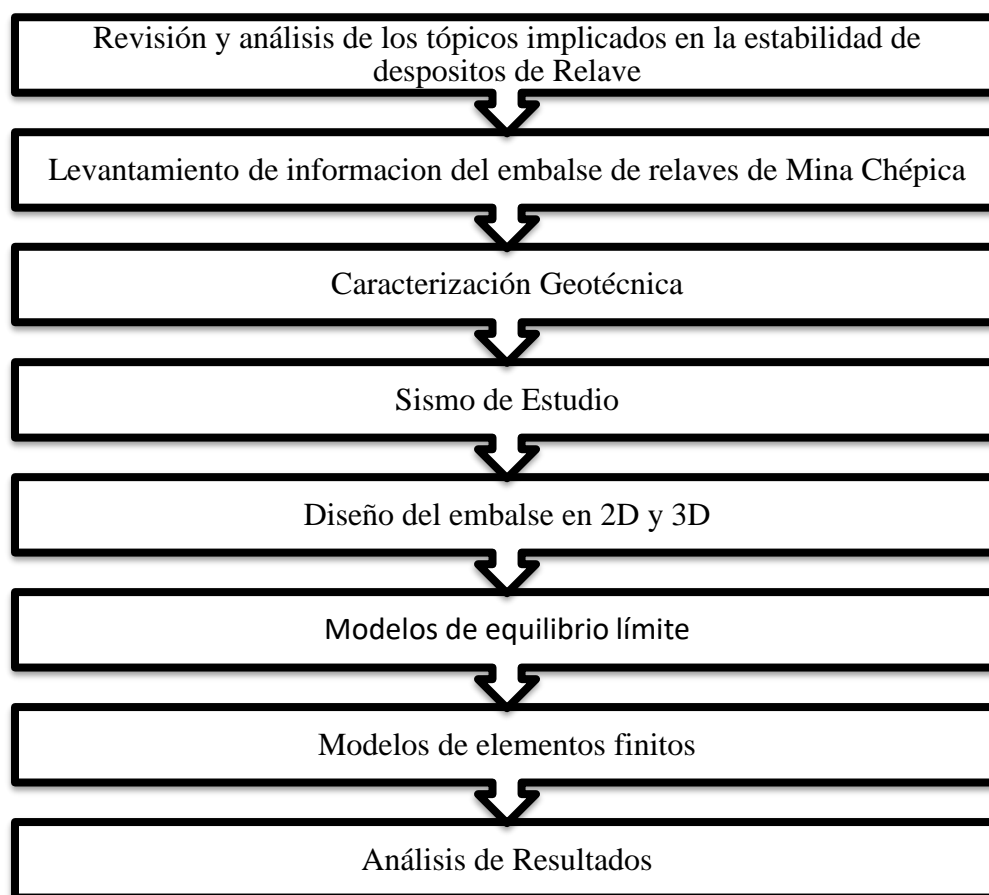 Revisión y análisis de los tópicos implicados en la estabilidad de
despositos de Relave
Levantamiento de informacion del embalse de relaves de Mina Chépica
Caracterización Geotécnica
Sismo de Estudio
Diseño del embalse en 2D y 3D
Modelos de equilibrio límite
Modelos de elementos finitos
Análisis de Resultados